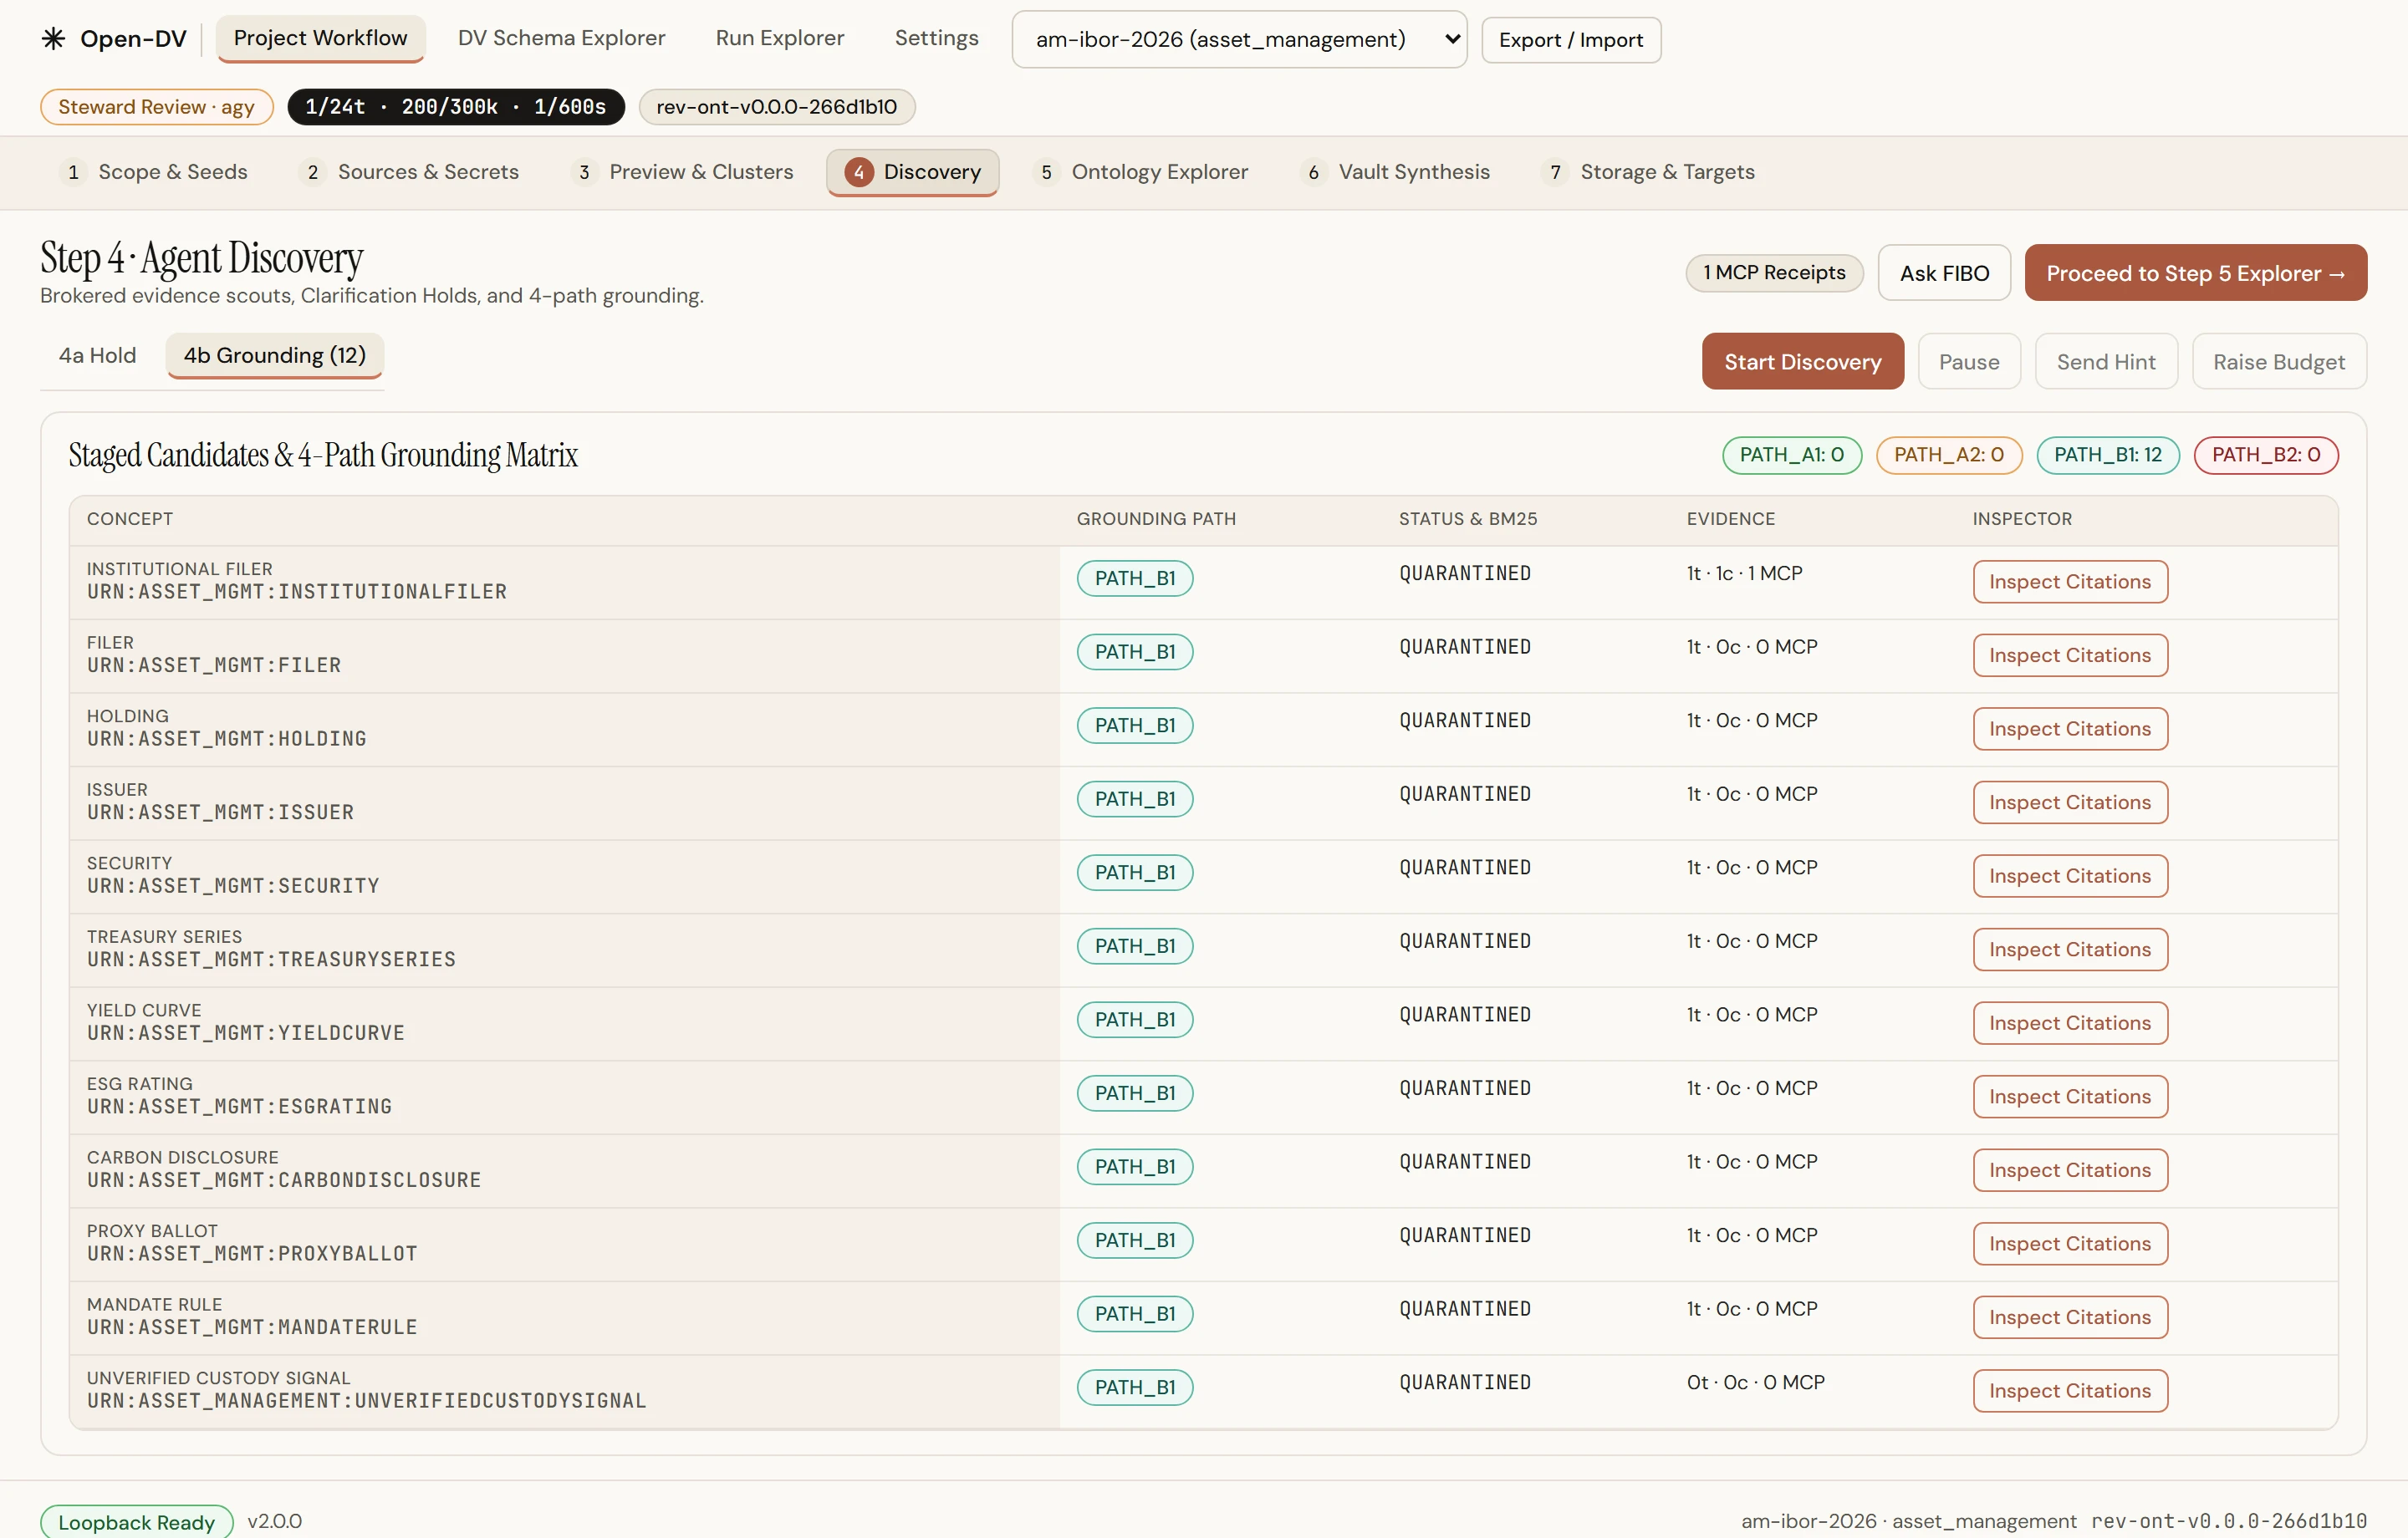 Open-DV Project Workflow DV Schema Explorer Run Explorer Settings am-ibor-2026 (asset_management) Export / Import
Steward Review · agy 1/24t · 200/300k · 1/600s rev-ont-v0.0.0-266d1b10
1 Scope & Seeds 2 Sources & Secrets 3 Preview & Clusters 4 Discovery 5 Ontology Explorer 6 Vault Synthesis 7 Storage & Targets
Step 4 · Agent Discovery
Brokered evidence scouts, Clarification Holds, and 4-path grounding.
1 MCP Receipts Ask FIBO Proceed to Step 5 Explorer →
4a Hold 4b Grounding (12) Start Discovery Pause Send Hint Raise Budget
Staged Candidates & 4-Path Grounding Matrix PATH_A1: 0 PATH_A2: 0 PATH_B1: 12 PATH_B2: 0
CONCEPT GROUNDING PATH STATUS & BM25 EVIDENCE INSPECTOR
INSTITUTIONAL FILER
URN:ASSET_MGMT:INSTITUTIONALFILER PATH_B1 QUARANTINED 1t · 1c · 1 MCP Inspect Citations
FILER
URN:ASSET_MGMT:FILER PATH_B1 QUARANTINED 1t · 0c · 0 MCP Inspect Citations
HOLDING
URN:ASSET_MGMT:HOLDING PATH_B1 QUARANTINED 1t · 0c · 0 MCP Inspect Citations
ISSUER
URN:ASSET_MGMT:ISSUER PATH_B1 QUARANTINED 1t · 0c · 0 MCP Inspect Citations
SECURITY
URN:ASSET_MGMT:SECURITY PATH_B1 QUARANTINED 1t · 0c · 0 MCP Inspect Citations
TREASURY SERIES
URN:ASSET_MGMT:TREASURYSERIES PATH_B1 QUARANTINED 1t · 0c · 0 MCP Inspect Citations
YIELD CURVE
URN:ASSET_MGMT:YIELDCURVE PATH_B1 QUARANTINED 1t · 0c · 0 MCP Inspect Citations
ESG RATING
URN:ASSET_MGMT:ESGRATING PATH_B1 QUARANTINED 1t · 0c · 0 MCP Inspect Citations
CARBON DISCLOSURE
URN:ASSET_MGMT:CARBONDISCLOSURE PATH_B1 QUARANTINED 1t · 0c · 0 MCP Inspect Citations
PROXY BALLOT
URN:ASSET_MGMT:PROXYBALLOT PATH_B1 QUARANTINED 1t · 0c · 0 MCP Inspect Citations
MANDATE RULE
URN:ASSET_MGMT:MANDATERULE PATH_B1 QUARANTINED 1t · 0c · 0 MCP Inspect Citations
UNVERIFIED CUSTODY SIGNAL
URN:ASSET_MANAGEMENT:UNVERIFIEDCUSTODYSIGNAL PATH_B1 QUARANTINED 0t · 0c · 0 MCP Inspect Citations
Loopback Ready v2.0.0 am-ibor-2026 · asset_management rev-ont-v0.0.0-266d1b10